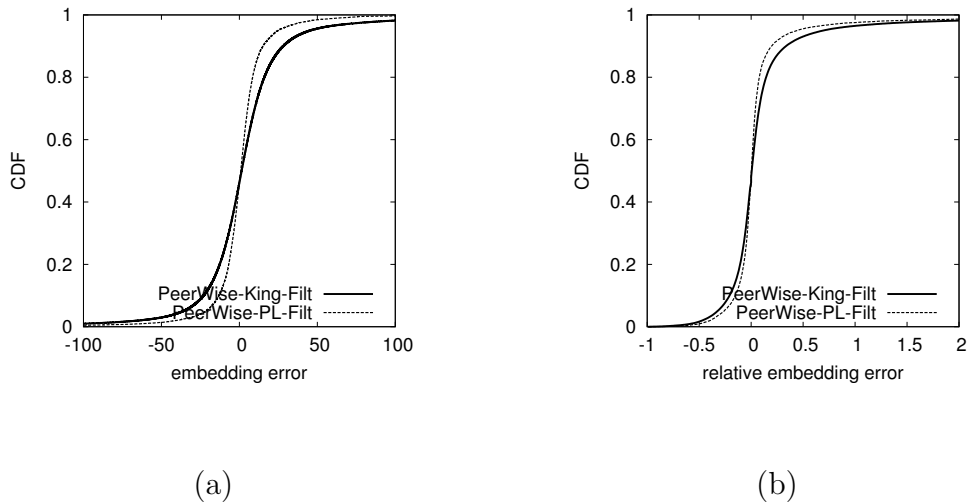 1
0.8
0.6
0.4
0.2
0
CDF
-100 -50 0 50 100
embedding error
PeerWise-King-Filt
PeerWise-PL-Filt
(a)
1
0.8
0.6
0.4
0.2
0
CDF
-1 -0.5 0 0.5 1 1.5 2
relative embedding error
PeerWise-King-Filt
PeerWise-PL-Filt
(b)